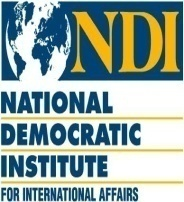 NDI
NATIONAL
DEMOCRATIC
INSTITUTE
FOR INTERNATIONAL AFFAIRS